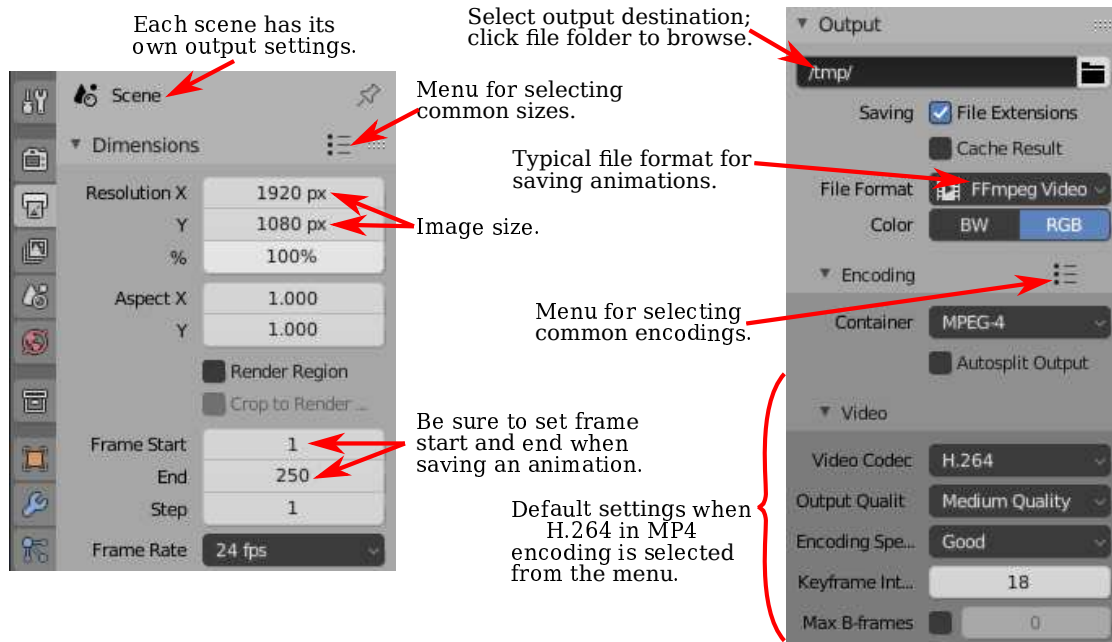 Each scene has its
own output settings.
Scene
Dimensions
Resolution X 1920 px
Y 1080 px
% 100%
Aspect X 1.000
Y 1.000
Render Region
Crop to Render ...
Frame Start 1
End 250
Step 1
Frame Rate 24 fps
Menu for selecting
common sizes.
Image size.
Be sure to set frame
start and end when
saving an animation.
Select output destination;
click file folder to browse.
Typical file format for
saving animations.
Menu for selecting
common encodings.
Default settings when
H.264 in MP4
encoding is selected
from the menu.
Output
/tmp/
Saving File Extensions
Cache Result
File Format FFmpeg Video
Color BW RGB
Encoding
Container MPEG-4
Autosplit Output
Video
Video Codec H.264
Output Qualit Medium Quality
Encoding Spe... Good
Keyframe Int... 18
Max B-frames 0